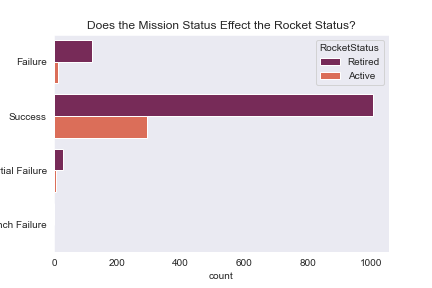 Does the Mission Status Effect the Rocket Status?
RocketStatus
Retired
Active
Failure
Success
tial Failure
ch Failure
0 200 400 600 800 1000
count